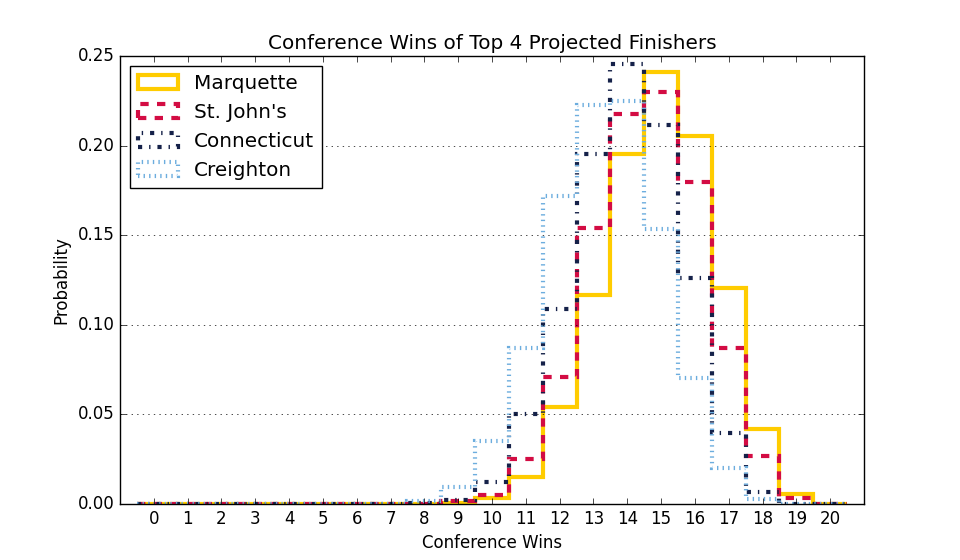 Conference Wins of Top 4 Projected Finishers
0.25
0.20
0.15
0.10
0.05
0.00
Probability
Marquette
St. John's
Connecticut
Creighton
0 1 2 3 4 5 6 7 8 9 10 11 12 13 14 15 16 17 18 19 20
Conference Wins